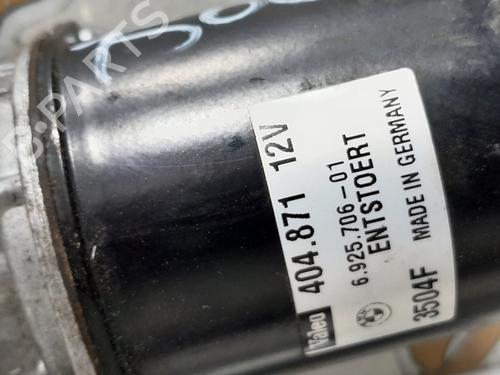 Valeo 404.871 12V
6.925.706-01
ENTSTOERT
3504F MADE IN GERMANY
B-PARTS